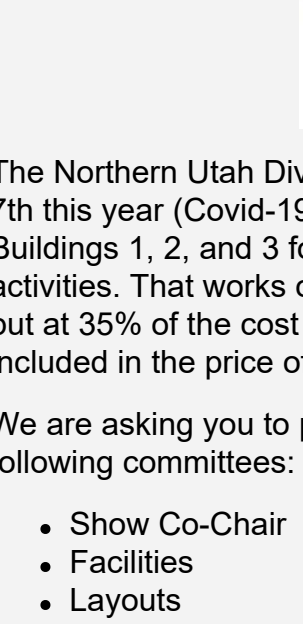 The Northern Utah Div
7th this year (Covid-19
Buildings 1, 2, and 3 fo
activities. That works o
but at 35% of the cost
included in the price of
We are asking you to p
following committees:
• Show Co-Chair
• Facilities
• Layouts